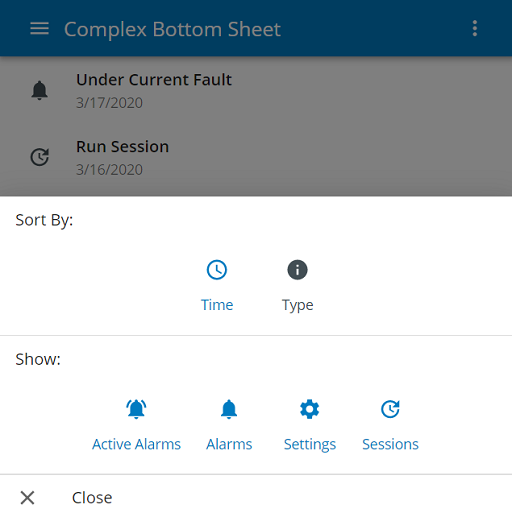 Complex Bottom Sheet
Under Current Fault
3/17/2020
Run Session
3/16/2020
Sort By:
Time
Type
Show:
Active Alarms
Alarms
Settings
Sessions
Close